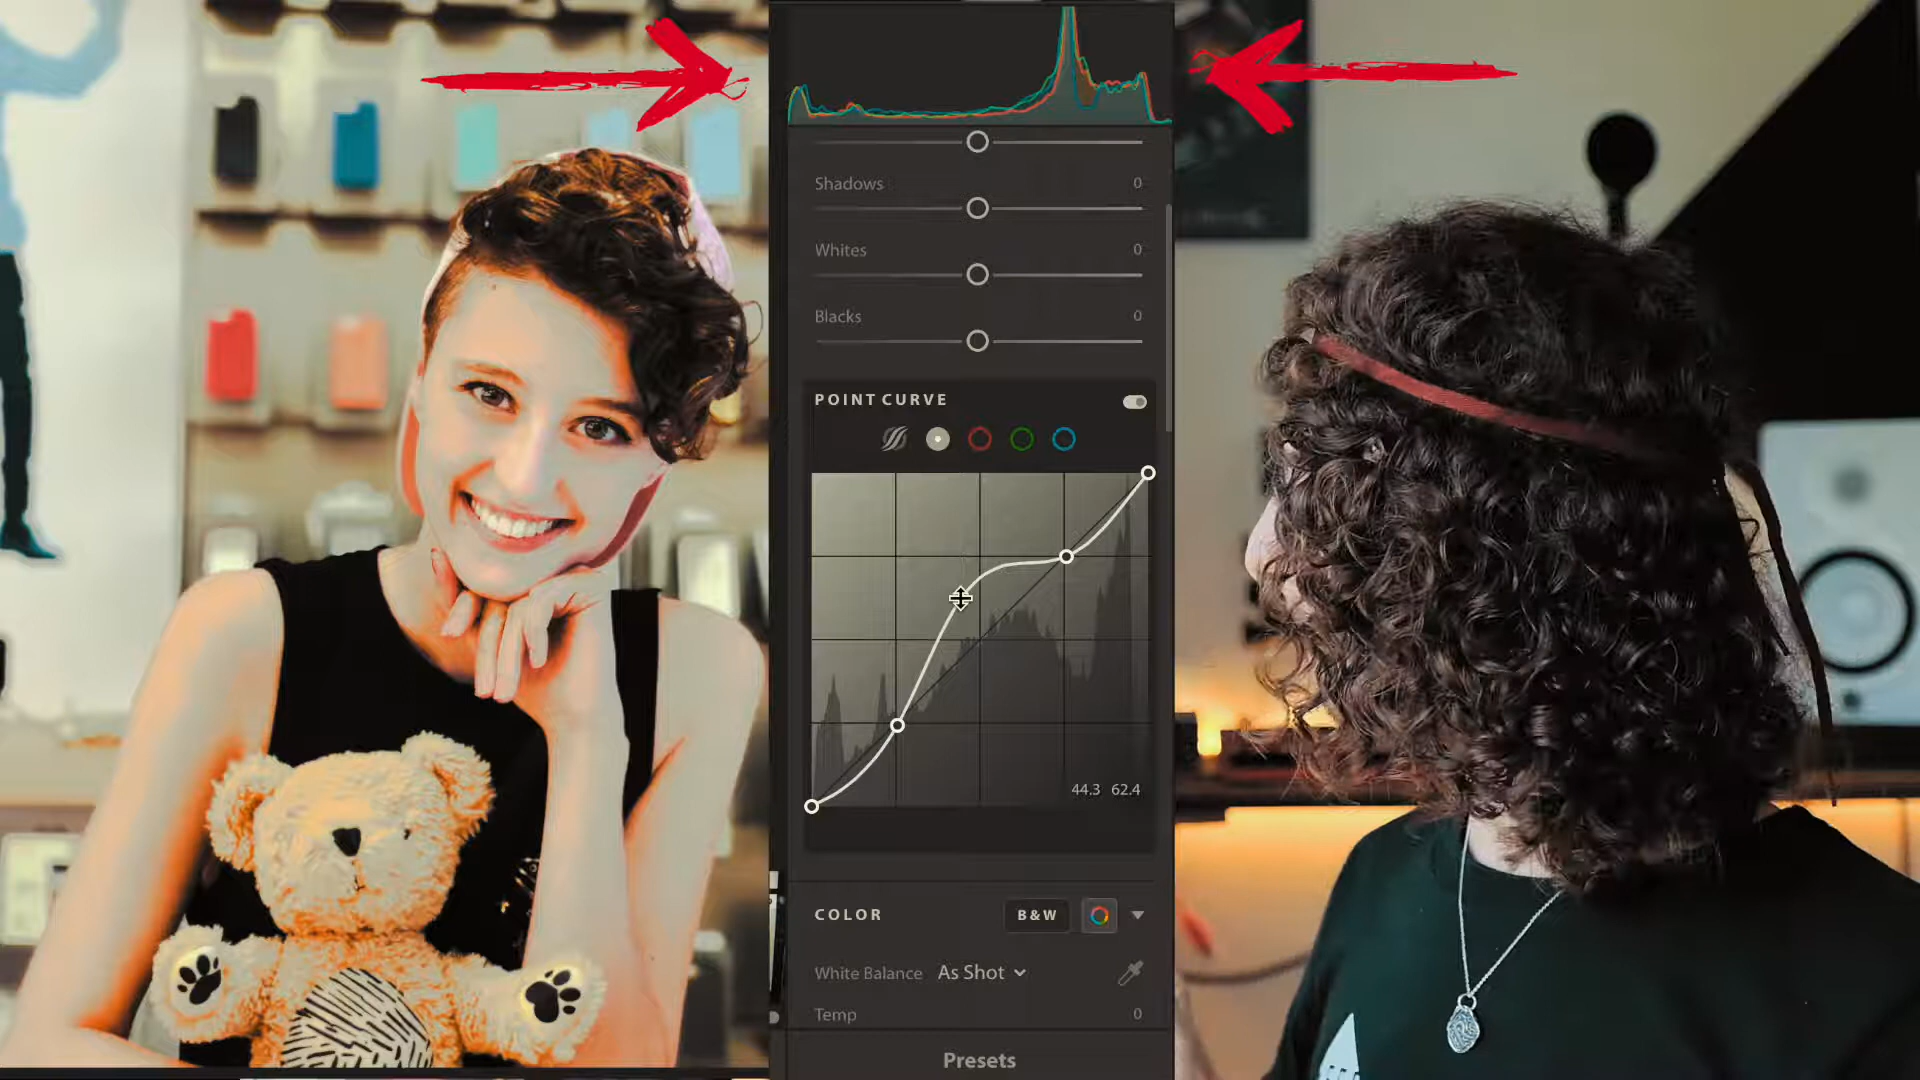 Shadows 0
Whites 0
Blacks 0
POINT CURVE
44.3 62.4
COLOR B&W
White Balance As Shot
Temp 0
Presets